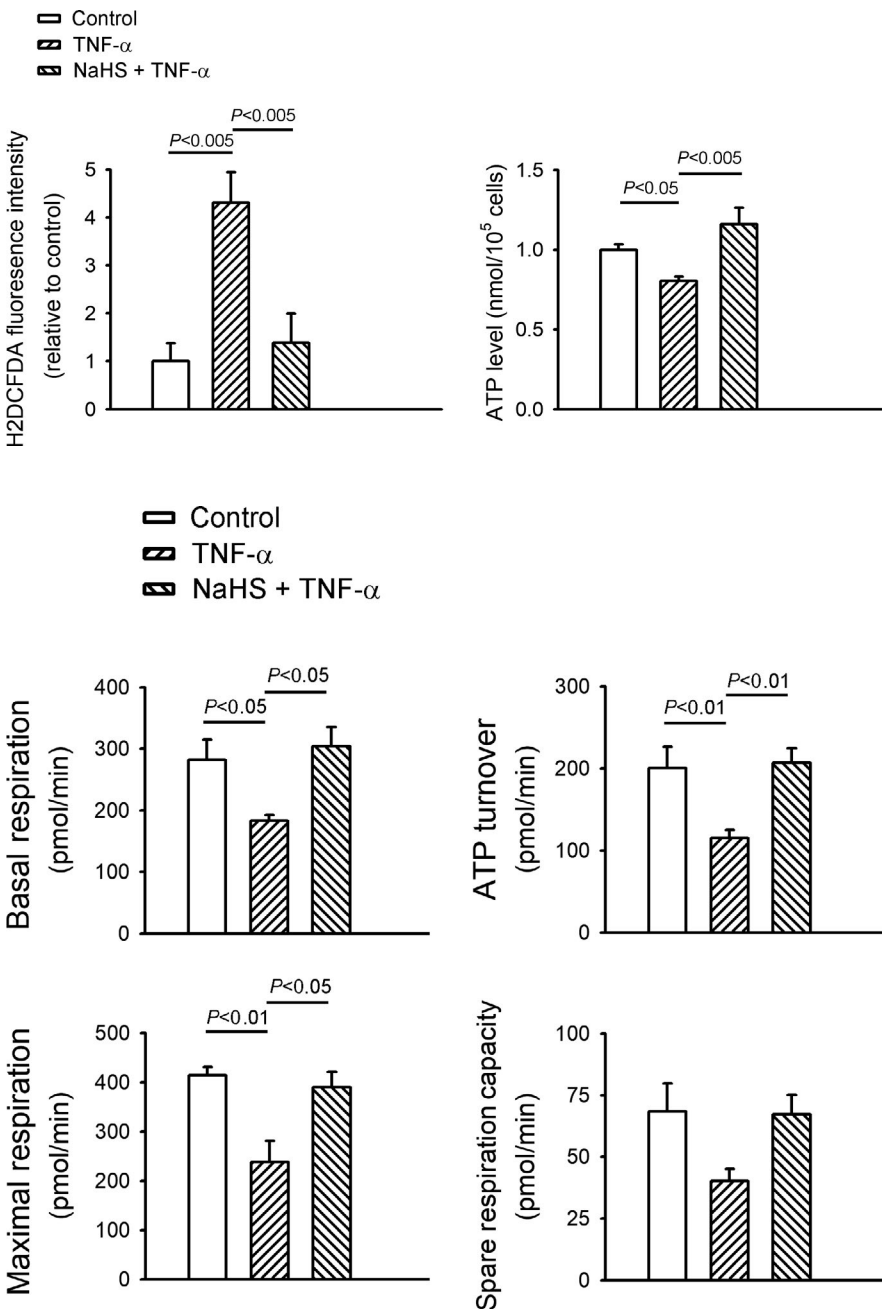 Control
TNF-α
NaHS + TNF-α
H2DCFDA fluoresence intensity
(relative to control)
P<0.005
P<0.005
5
4
3
2
1
0
ATP level (nmol/10⁵ cells)
P<0.005
P<0.05
1.5
1.0
0.5
0.0
Control
TNF-α
NaHS + TNF-α
Basal respiration
(pmol/min)
P<0.05
P<0.05
400
300
200
100
0
ATP turnover
(pmol/min)
P<0.01
P<0.01
300
200
100
0
Maximal respiration
(pmol/min)
P<0.05
P<0.01
500
400
300
200
100
0
Spare respiration capacity
(pmol/min)
100
75
50
25
0